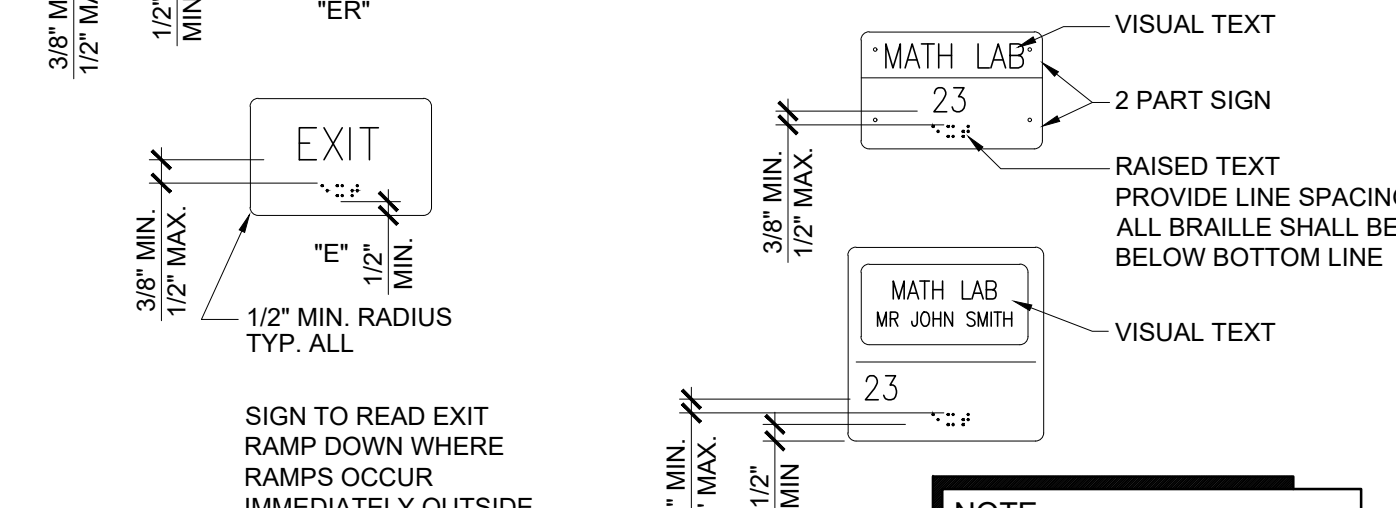 "ER"
3/8" M
1/2" MA
1/2"
MIN
EXIT
"E"
3/8" MIN.
1/2" MAX.
1/2"
MIN.
1/2" MIN. RADIUS
TYP. ALL
SIGN TO READ EXIT
RAMP DOWN WHERE
RAMPS OCCUR
IMMEDIATELY OUTSIDE
MATH LAB
23
3/8" MIN.
1/2" MAX.
VISUAL TEXT
2 PART SIGN
RAISED TEXT
PROVIDE LINE SPACING
ALL BRAILLE SHALL BE
BELOW BOTTOM LINE
MATH LAB
MR JOHN SMITH
23
VISUAL TEXT
" MIN.
" MAX.
1/2"
MIN
NOTE